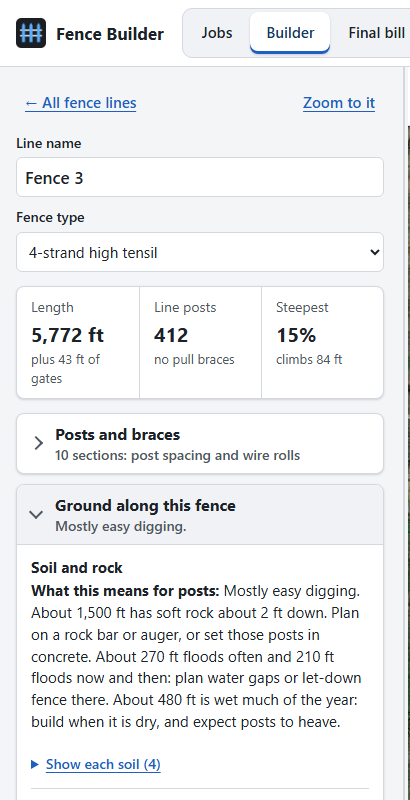 Fence Builder
Jobs
Builder
Final bill
← All fence lines
Zoom to it
Line name
Fence 3
Fence type
4-strand high tensil
Length
5,772 ft
plus 43 ft of
gates
Line posts
412
no pull braces
Steepest
15%
climbs 84 ft
Posts and braces
10 sections: post spacing and wire rolls
Ground along this fence
Mostly easy digging.
Soil and rock
What this means for posts: Mostly easy digging.
About 1,500 ft has soft rock about 2 ft down. Plan
on a rock bar or auger, or set those posts in
concrete. About 270 ft floods often and 210 ft
floods now and then: plan water gaps or let-down
fence there. About 480 ft is wet much of the year:
build when it is dry, and expect posts to heave.
Show each soil (4)